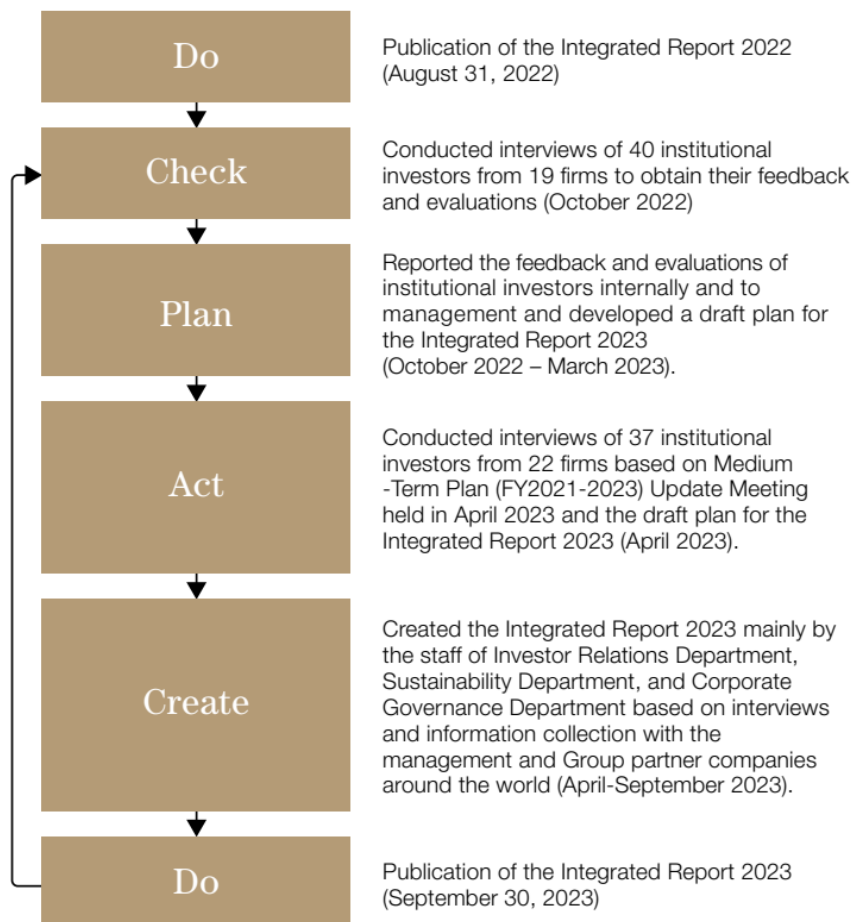 Do
Publication of the Integrated Report 2022
(August 31, 2022)
Check
Conducted interviews of 40 institutional
investors from 19 firms to obtain their feedback
and evaluations (October 2022)
Plan
Reported the feedback and evaluations of
institutional investors internally and to
management and developed a draft plan for
the Integrated Report 2023
(October 2022 – March 2023).
Act
Conducted interviews of 37 institutional
investors from 22 firms based on Medium
-Term Plan (FY2021-2023) Update Meeting
held in April 2023 and the draft plan for the
Integrated Report 2023 (April 2023).
Create
Created the Integrated Report 2023 mainly by
the staff of Investor Relations Department,
Sustainability Department, and Corporate
Governance Department based on interviews
and information collection with the
management and Group partner companies
around the world (April-September 2023).
Do
Publication of the Integrated Report 2023
(September 30, 2023)